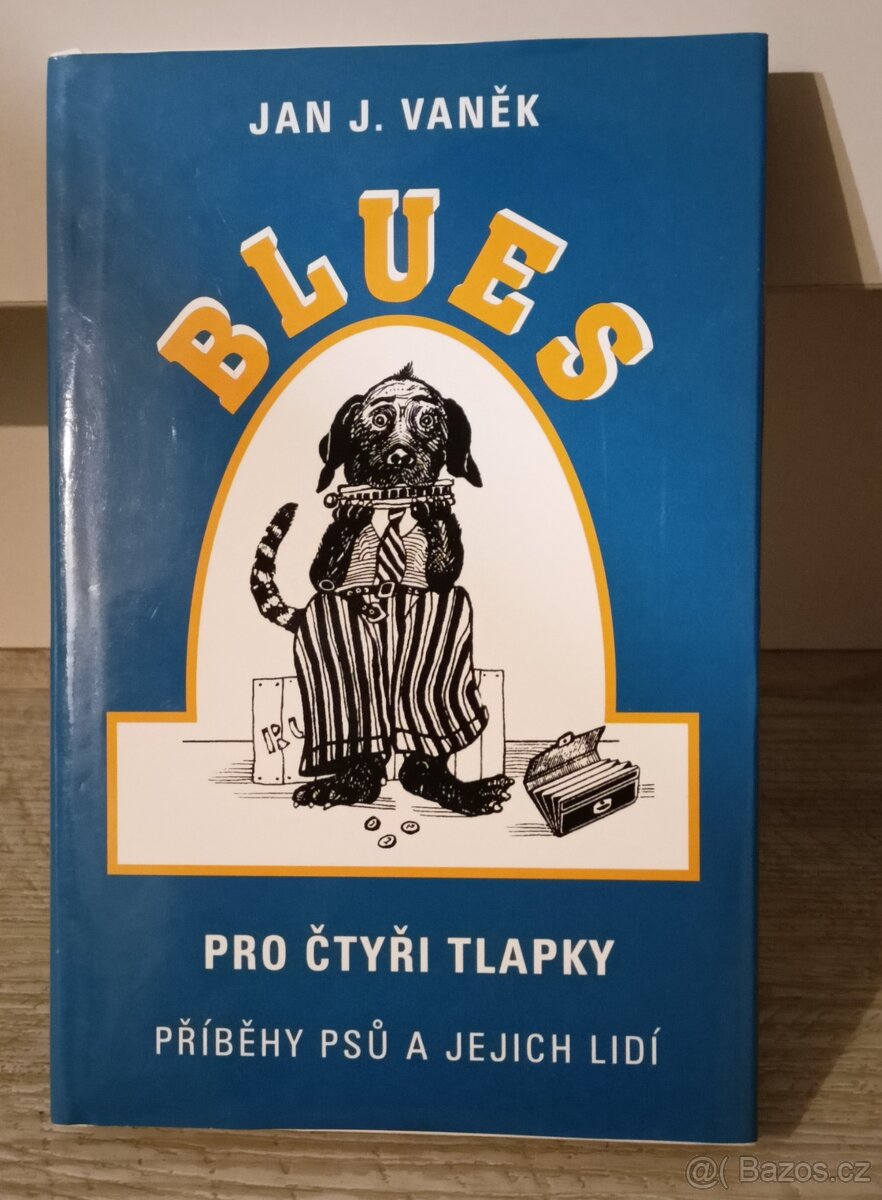 JAN J. VANĚK
BLUES
PRO ČTYŘI TLAPKY
PŘÍBĚHY PSŮ A JEJICH LIDÍ
@( Bazos.cz